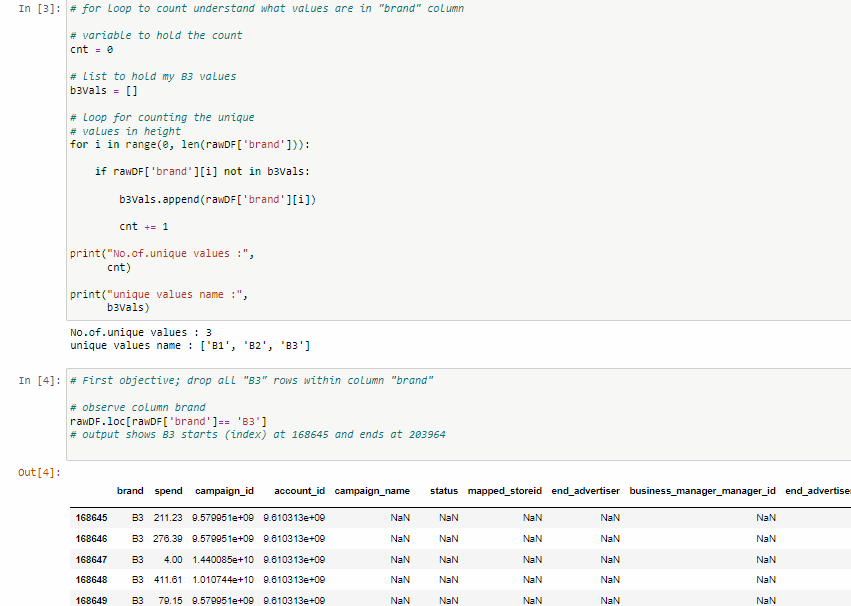 In [3]: # for loop to count understand what values are in "brand" column
# variable to hold the count
cnt = 0
# list to hold my B3 values
b3Vals = []
# loop for counting the unique
# values in height
for i in range(0, len(rawDF['brand'])):
if rawDF['brand'][i] not in b3Vals:
b3Vals.append(rawDF['brand'][i])
cnt += 1
print("No.of.unique values :",
cnt)
print("unique values name :",
b3Vals)
No.of.unique values : 3
unique values name : ['B1', 'B2', 'B3']
In [4]: # First objective; drop all "B3" rows within column "brand"
# observe column brand
rawDF.loc[rawDF['brand']== 'B3']
# output shows B3 starts (index) at 168645 and ends at 203964
Out[4]:
brand spend campaign_id account_id campaign_name status mapped_storeid end_advertiser business_manager_manager_id end_advertiser
168645 B3 211.23 9.579951e+09 9.610313e+09 NaN NaN NaN NaN NaN
168646 B3 276.39 9.579951e+09 9.610313e+09 NaN NaN NaN NaN NaN
168647 B3 4.00 1.440085e+10 9.610313e+09 NaN NaN NaN NaN NaN
168648 B3 411.61 1.010744e+10 9.610313e+09 NaN NaN NaN NaN NaN
168649 B3 79.15 9.579951e+09 9.610313e+09 NaN NaN NaN NaN NaN